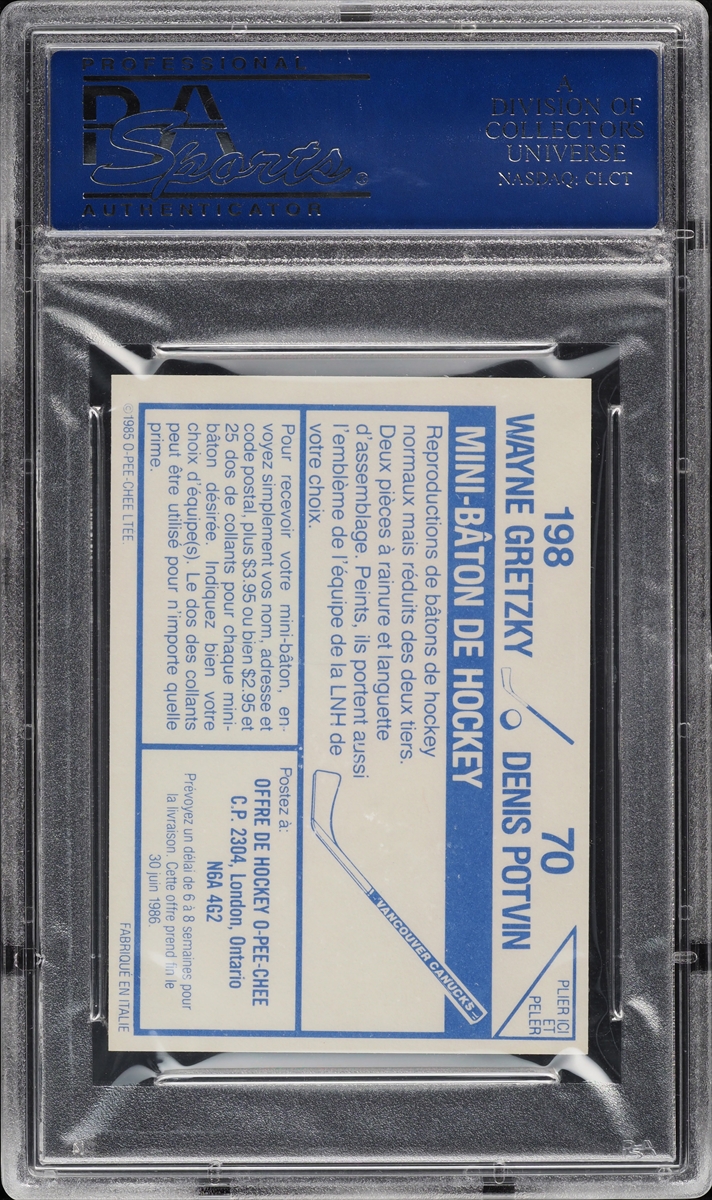 PROFESSIONAL
PSA
Sports®
AUTHENTICATOR
A
DIVISION OF
COLLECTORS
UNIVERSE
NASDAQ: CLCT
198
WAYNE GRETZKY
70
DENIS POTVIN
PLIER ICI
ET
PELER
MINI-BÂTON DE HOCKEY
Reproductions de bâtons de hockey
normaux mais réduits des deux tiers.
Deux pièces à rainure et languette
d'assemblage. Peints, ils portent aussi
l'emblème de l'équipe de la LNH de
votre choix.
VANCOUVER CANUCKS
Pour recevoir votre mini-bâton, en-
voyez simplement vos nom, adresse et
code postal, plus $3.95 ou bien $2.95 et
25 dos de collants pour chaque mini-
bâton désirée. Indiquez bien votre
choix d'équipe(s). Le dos des collants
peut être utilisé pour n'importe quelle
prime.
Postez à:
OFFRE DE HOCKEY O-PEE-CHEE
C.P. 2304, London, Ontario
N6A 4G2
Prévoyez un délai de 6 à 8 semaines pour
la livraison. Cette offre prend fin le
30 juin 1986.
©1985 O-PEE-CHEE LTÉE.
FABRIQUÉ EN ITALIE
PSA